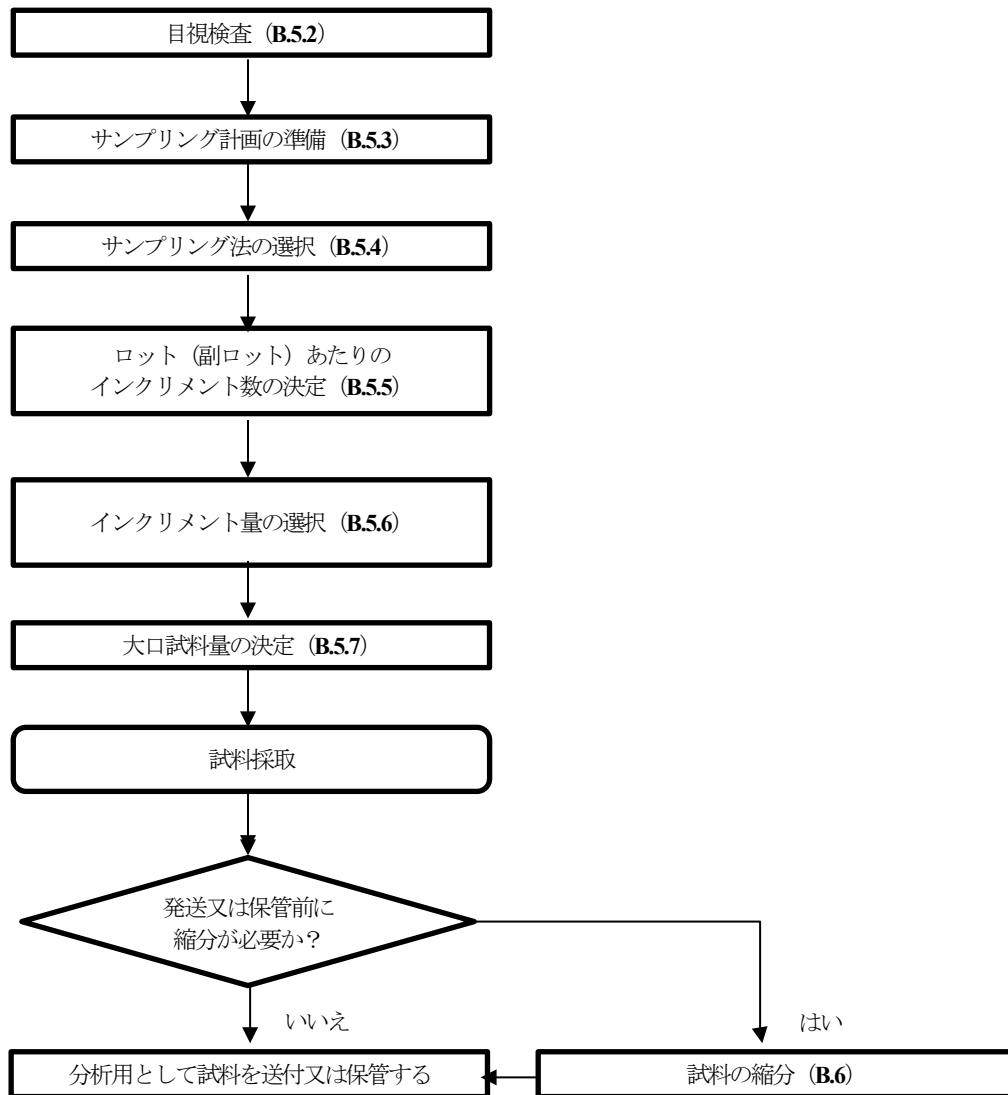 目視検査（B.5.2）
サンプリング計画の準備（B.5.3）
サンプリング法の選択（B.5.4）
ロット（副ロット）あたりの
インクリメント数の決定（B.5.5）
インクリメント量の選択（B.5.6）
大口試料量の決定（B.5.7）
試料採取
発送又は保管前に
縮分が必要か？
いいえ
はい
分析用として試料を送付又は保管する
試料の縮分（B.6）